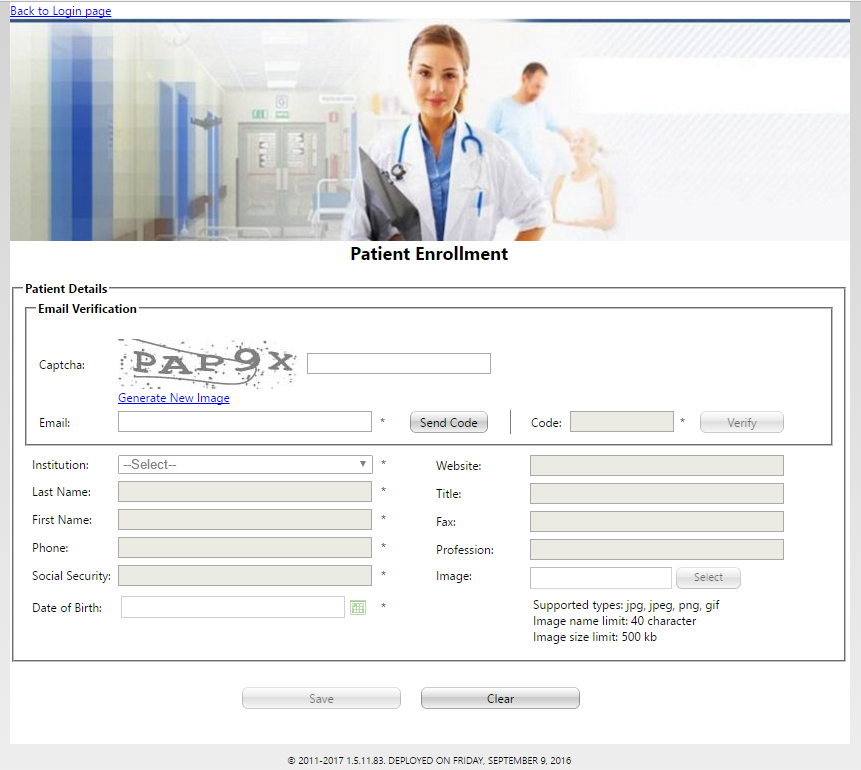 Back to Login page
Patient Enrollment
Patient Details
Email Verification
Captcha:
PAP9X
Generate New Image
Email: * Send Code Code: * Verify
Institution: --Select-- *
Last Name: *
First Name: *
Phone: *
Social Security: *
Date of Birth: *
Website:
Title:
Fax:
Profession:
Image: Select
Supported types: jpg, jpeg, png, gif
Image name limit: 40 character
Image size limit: 500 kb
Save Clear
© 2011-2017 1.5.11.83. DEPLOYED ON FRIDAY, SEPTEMBER 9, 2016